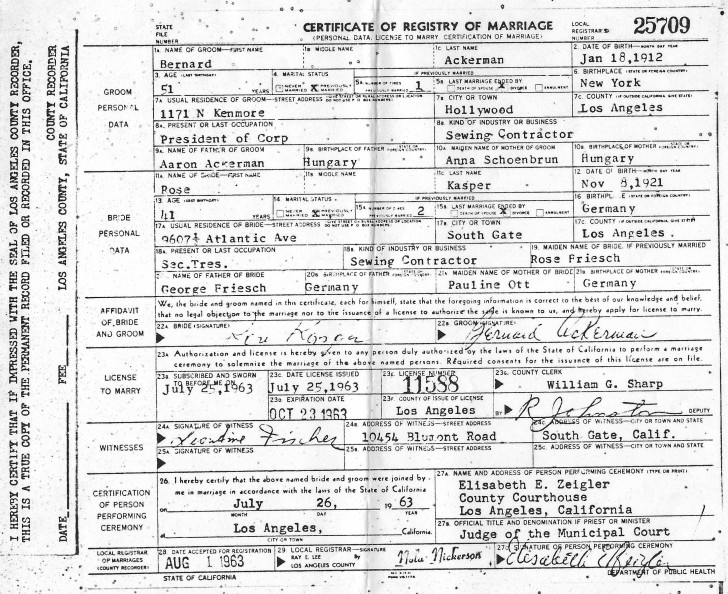 STATE FILE NUMBER
CERTIFICATE OF REGISTRY OF MARRIAGE
(PERSONAL DATA, LICENSE TO MARRY, CERTIFICATION OF MARRIAGE)
LOCAL REGISTRAR'S NUMBER 25709
I HEREBY CERTIFY THAT IF IMPRESSED WITH THE SEAL OF LOS ANGELES COUNTY RECORDER,
THIS IS A TRUE COPY OF THE PERMANENT RECORD FILED OR RECORDED IN THIS OFFICE.
COUNTY RECORDER
LOS ANGELES COUNTY, STATE OF CALIFORNIA
FEE
DATE
GROOM PERSONAL DATA
1A. NAME OF GROOM—FIRST NAME 1B MIDDLE NAME 1C LAST NAME 2. DATE OF BIRTH—MONTH DAY YEAR
Bernard Ackerman Jan 18,1912
3. AGE (LAST BIRTHDAY) 4. MARITAL STATUS IF PREVIOUSLY MARRIED 6. BIRTHPLACE (STATE OR FOREIGN COUNTRY)
51 YEARS NEVER MARRIED X PREVIOUSLY MARRIED 1 5B LAST MARRIAGE ENDED BY DEATH OF SPOUSE X DIVORCE ANNULMENT New York
7A USUAL RESIDENCE OF GROOM—STREET ADDRESS 7B CITY OR TOWN 7C. COUNTY (IF OUTSIDE CALIFORNIA, GIVE STATE)
1171 N Kenmore Hollywood Los Angeles
8A. PRESENT OR LAST OCCUPATION 8B KIND OF INDUSTRY OR BUSINESS
President of Corp Sewing Contractor
9A. NAME OF FATHER OF GROOM 9B BIRTHPLACE OF FATHER 10A. MAIDEN NAME OF MOTHER OF GROOM 10B BIRTHPLACE OF MOTHER
Aaron Ackerman Hungary Anna Schoenbrun Hungary
BRIDE PERSONAL DATA
11A. NAME OF BRIDE—FIRST NAME 11B MIDDLE NAME 11C LAST NAME 12 DATE OF BIRTH—MONTH DAY YEAR
Rose Kasper Nov 8,1921
13. AGE (LAST BIRTHDAY) 14 MARITAL STATUS IF PREVIOUSLY MARRIED 16
41 YEARS NEVER MARRIED X PREVIOUSLY MARRIED 2 15B LAST MARRIAGE ENDED BY DEATH OF SPOUSE X DIVORCE ANNULMENT Germany
17A USUAL RESIDENCE OF BRIDE—STREET ADDRESS 17B CITY OR TOWN 17C. COUNTY
Atlantic Ave South Gate Los Angeles
18A. PRESENT OR LAST OCCUPATION 18B KIND OF INDUSTRY OR BUSINESS 19. MAIDEN NAME OF BRIDE, IF PREVIOUSLY MARRIED
Sec.Tres. Sewing Contractor Rose Friesch
NAME OF FATHER OF BRIDE 20B BIRTHPLACE OF FATHER 21A MAIDEN NAME OF MOTHER OF BRIDE 21B BIRTHPLACE OF MOTHER
George Friesch Germany Pauline Ott Germany
AFFIDAVIT OF BRIDE AND GROOM
We, the bride and groom named in this certificate, each for himself, state that the foregoing information is correct to the best of our knowledge and belief,
that no legal objection to the marriage nor to the issuance of a license to authorize the same is known to us, and hereby apply for license to marry.
22A BRIDE (SIGNATURE) 22B GROOM (SIGNATURE)
Bernard Ackerman
LICENSE TO MARRY
23A Authorization and license is hereby given to any person duly authorized by the laws of the State of California to perform a marriage
ceremony to solemnize the marriage of the above named persons. Required consents for the issuance of this license are on file.
23B SUBSCRIBED AND SWORN TO BEFORE ME ON 23C DATE LICENSE ISSUED 23E LICENSE NUMBER COUNTY CLERK
July 25,1963 July 25,1963 11588 William G. Sharp
23D EXPIRATION DATE 23F COUNTY OF ISSUE OF LICENSE
OCT 23 1963 Los Angeles BY R Johnston DEPUTY
WITNESSES
24A SIGNATURE OF WITNESS 24B ADDRESS OF WITNESS—STREET ADDRESS 24C ADDRESS OF WITNESS—CITY OR TOWN AND STATE
Fischer 10454 Blumont Road South Gate, Calif.
25A SIGNATURE OF WITNESS 25B ADDRESS OF WITNESS—STREET ADDRESS 25C ADDRESS OF WITNESS—CITY OR TOWN AND STATE
CERTIFICATION OF PERSON PERFORMING CEREMONY
26. I hereby certify that the above named bride and groom were joined by
me in marriage in accordance with the laws of the State of California
on July 26, 1963
MONTH DAY YEAR
at Los Angeles, California.
CITY OR TOWN
27A NAME AND ADDRESS OF PERSON PERFORMING CEREMONY (TYPE OR PRINT)
Elisabeth E. Zeigler
County Courthouse
Los Angeles, California
27B OFFICIAL TITLE AND DENOMINATION IF PRIEST OR MINISTER
Judge of the Municipal Court
27C SIGNATURE OF PERSON PERFORMING CEREMONY
Elisabeth E Zeigler
LOCAL REGISTRAR OF MARRIAGES (COUNTY RECORDER)
28 DATE ACCEPTED FOR REGISTRATION 29 LOCAL REGISTRAR—SIGNATURE
AUG 1 1963 RAY E. LEE LOS ANGELES COUNTY By Nola Nickerson
STATE OF CALIFORNIA DEPARTMENT OF PUBLIC HEALTH